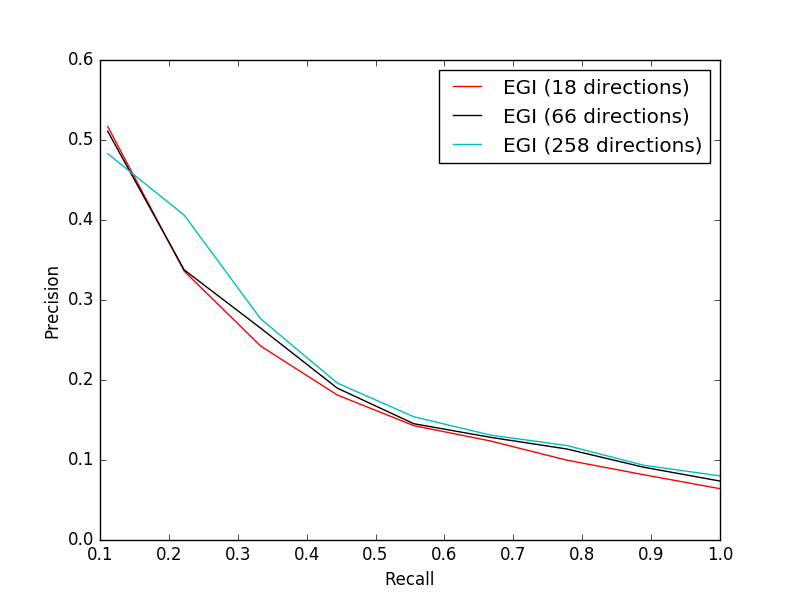 EGI (18 directions)
EGI (66 directions)
EGI (258 directions)
Precision
0.6
0.5
0.4
0.3
0.2
0.1
0.0
0.1 0.2 0.3 0.4 0.5 0.6 0.7 0.8 0.9 1.0
Recall